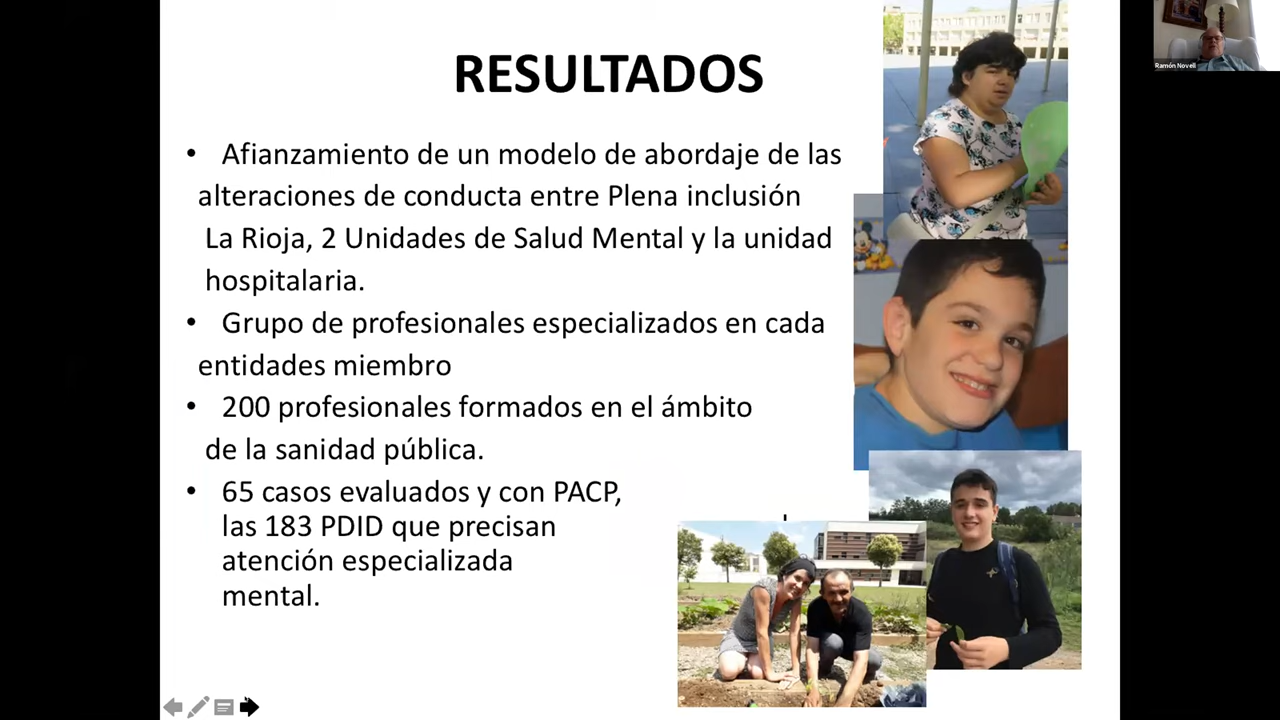 RESULTADOS
• Afianzamiento de un modelo de abordaje de las
alteraciones de conducta entre Plena inclusión
La Rioja, 2 Unidades de Salud Mental y la unidad
hospitalaria.
• Grupo de profesionales especializados en cada
entidades miembro
• 200 profesionales formados en el ámbito
de la sanidad pública.
• 65 casos evaluados y con PACP,
las 183 PDID que precisan
atención especializada
mental.
Ramón Novell